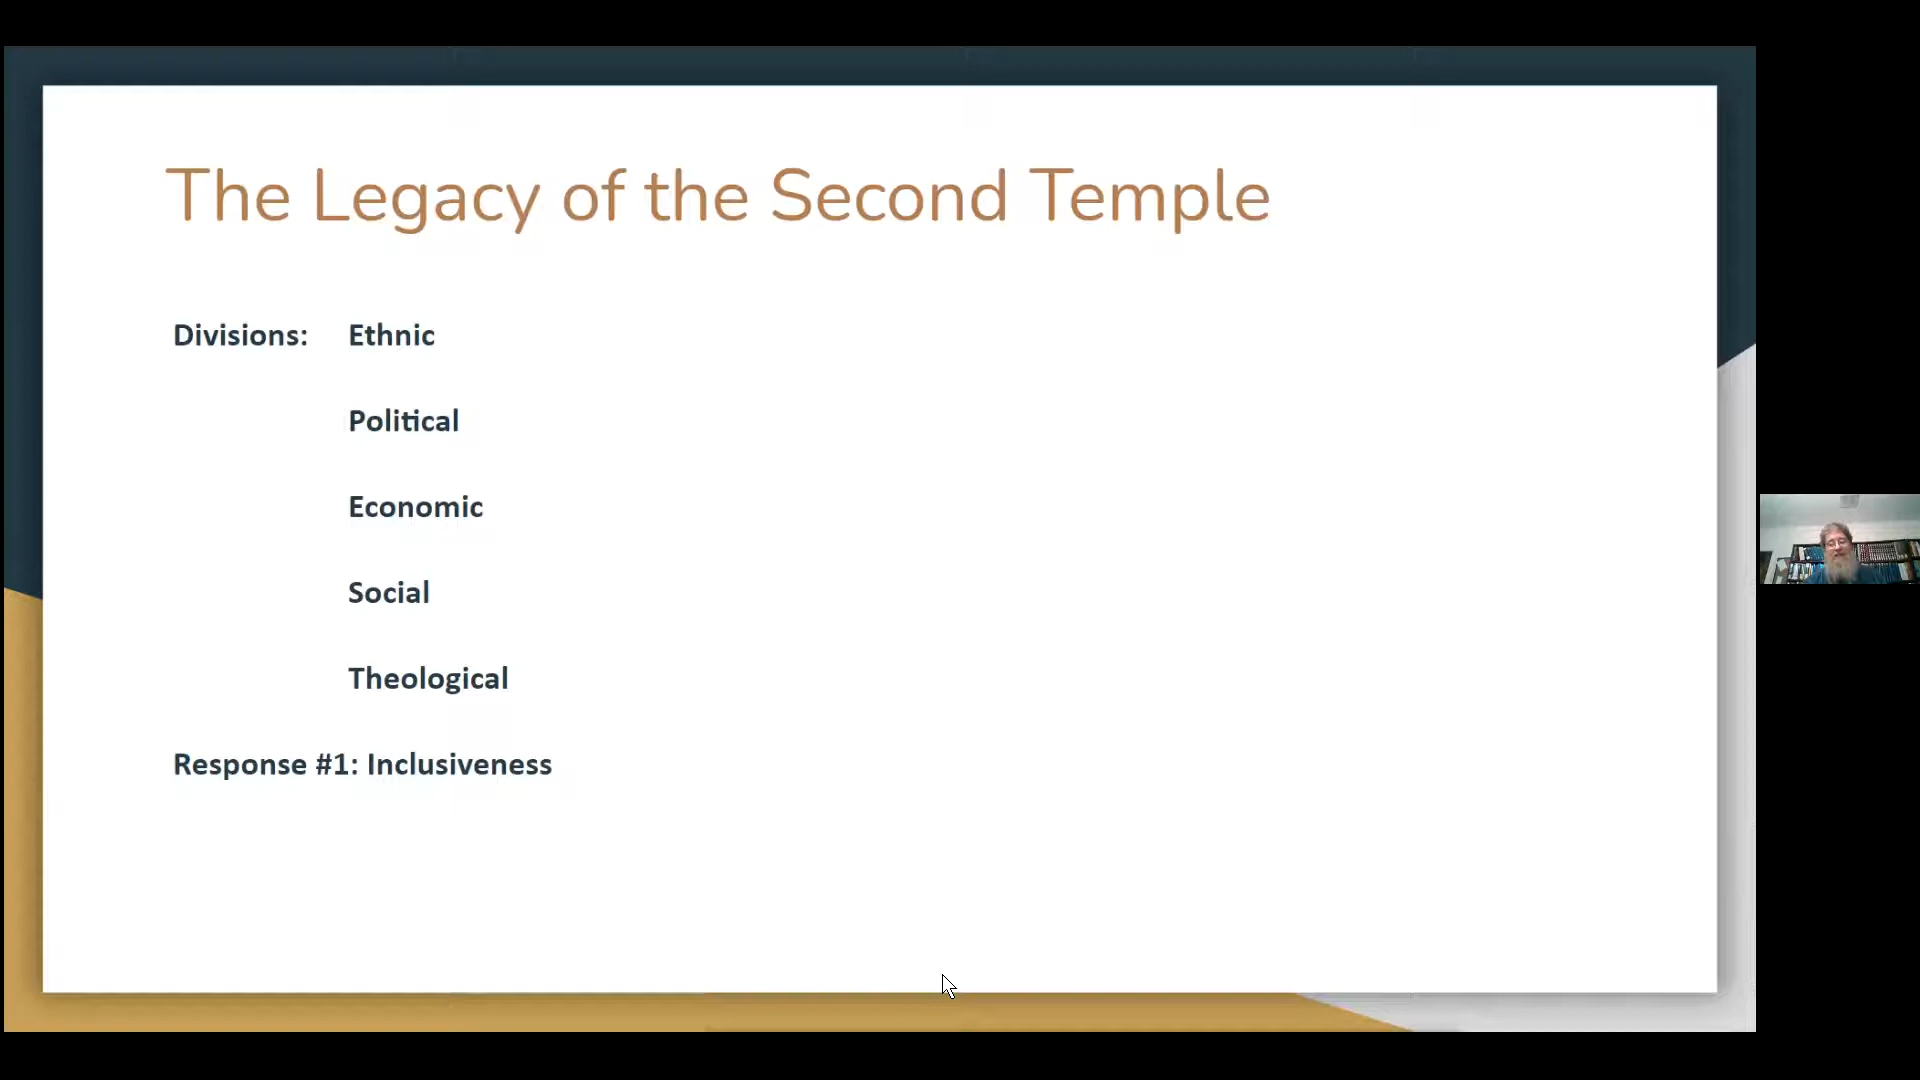 The Legacy of the Second Temple
Divisions: Ethnic
Political
Economic
Social
Theological
Response #1: Inclusiveness